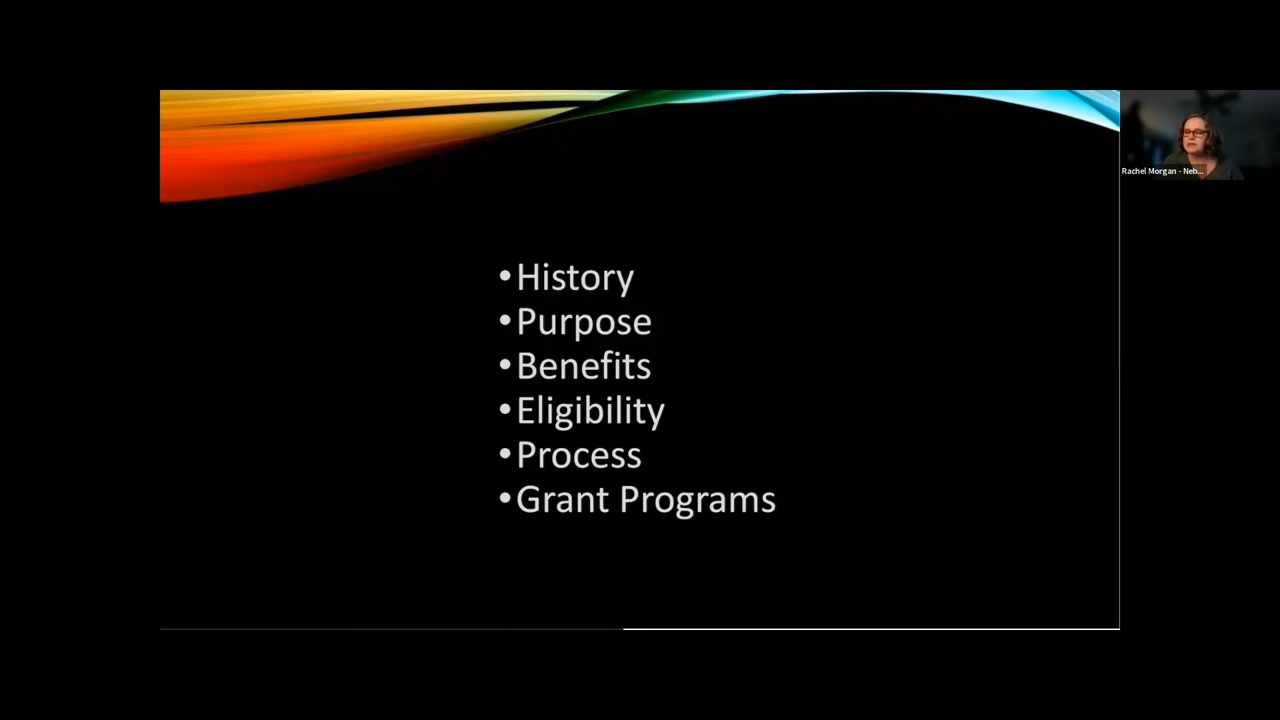 •History
•Purpose
•Benefits
•Eligibility
•Process
•Grant Programs
Rachel Morgan - Neb...